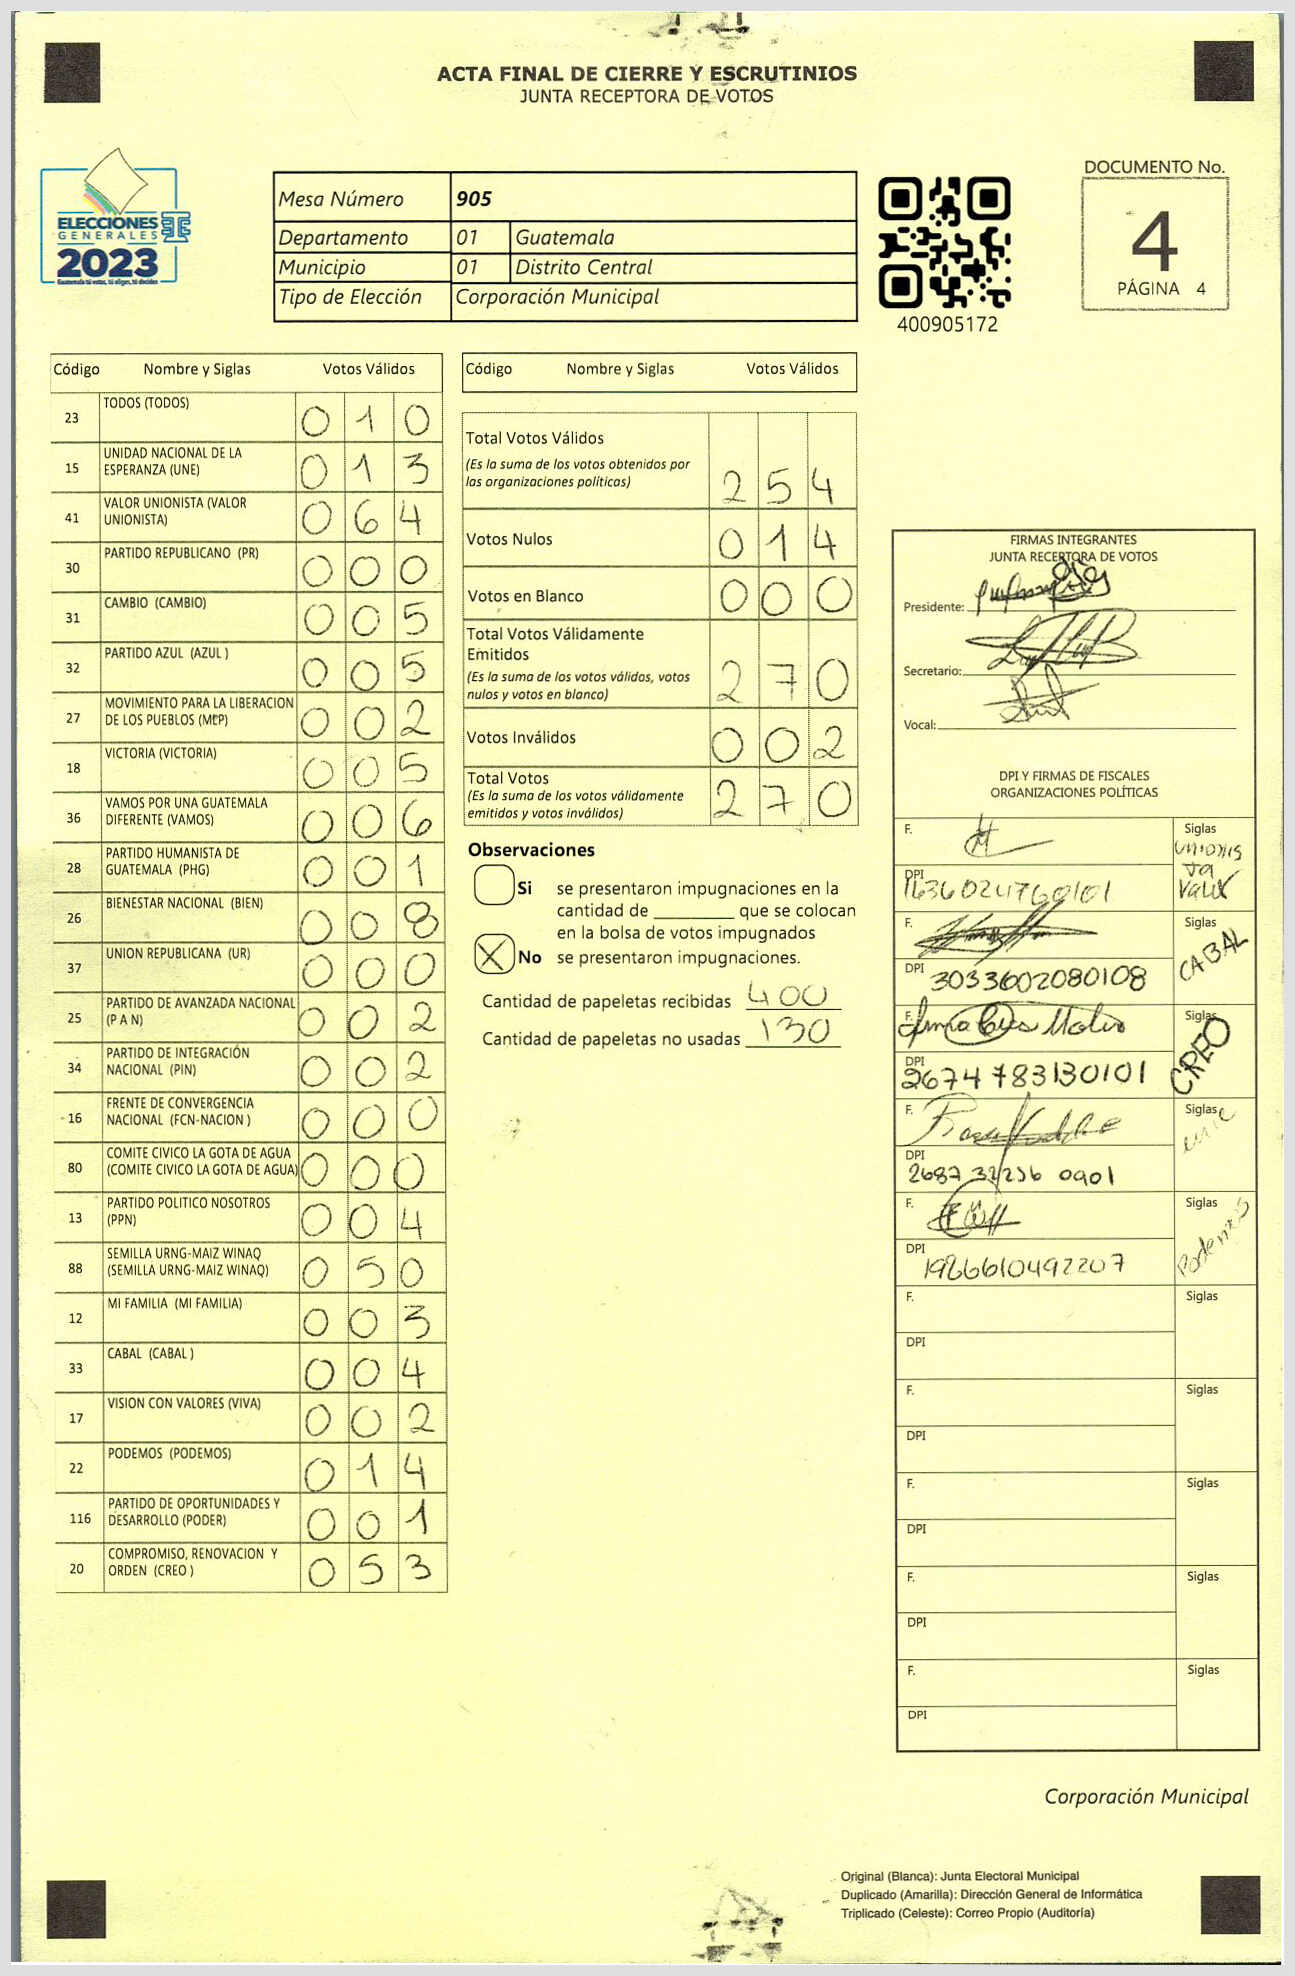 ACTA FINAL DE CIERRE Y ESCRUTINIOS
JUNTA RECEPTORA DE VOTOS
ELECCIONES
GENERALES
2023
Guatemala tú votas, tú eliges, tú decides
Mesa Número 905
Departamento 01 Guatemala
Municipio 01 Distrito Central
Tipo de Elección Corporación Municipal
400905172
DOCUMENTO No.
4
PÁGINA 4
Código Nombre y Siglas Votos Válidos
23 TODOS (TODOS) 0 1 0
15 UNIDAD NACIONAL DE LA
ESPERANZA (UNE) 0 1 3
41 VALOR UNIONISTA (VALOR
UNIONISTA) 0 6 4
30 PARTIDO REPUBLICANO (PR) 0 0 0
31 CAMBIO (CAMBIO) 0 0 5
32 PARTIDO AZUL (AZUL ) 0 0 5
27 MOVIMIENTO PARA LA LIBERACION
DE LOS PUEBLOS (MLP) 0 0 2
18 VICTORIA (VICTORIA) 0 0 5
36 VAMOS POR UNA GUATEMALA
DIFERENTE (VAMOS) 0 0 6
28 PARTIDO HUMANISTA DE
GUATEMALA (PHG) 0 0 1
26 BIENESTAR NACIONAL (BIEN) 0 0 8
37 UNION REPUBLICANA (UR) 0 0 0
25 PARTIDO DE AVANZADA NACIONAL
(P A N) 0 0 2
34 PARTIDO DE INTEGRACIÓN
NACIONAL (PIN) 0 0 2
16 FRENTE DE CONVERGENCIA
NACIONAL (FCN-NACION ) 0 0 0
80 COMITE CIVICO LA GOTA DE AGUA
(COMITE CIVICO LA GOTA DE AGUA) 0 0 0
13 PARTIDO POLITICO NOSOTROS
(PPN) 0 0 4
88 SEMILLA URNG-MAIZ WINAQ
(SEMILLA URNG-MAIZ WINAQ) 0 5 0
12 MI FAMILIA (MI FAMILIA) 0 0 3
33 CABAL (CABAL ) 0 0 4
17 VISION CON VALORES (VIVA) 0 0 2
22 PODEMOS (PODEMOS) 0 1 4
116 PARTIDO DE OPORTUNIDADES Y
DESARROLLO (PODER) 0 0 1
20 COMPROMISO, RENOVACION Y
ORDEN (CREO ) 0 5 3
Código Nombre y Siglas Votos Válidos
Total Votos Válidos
(Es la suma de los votos obtenidos por
las organizaciones políticas) 2 5 4
Votos Nulos 0 1 4
Votos en Blanco 0 0 0
Total Votos Válidamente
Emitidos
(Es la suma de los votos válidos, votos
nulos y votos en blanco) 2 7 0
Votos Inválidos 0 0 2
Total Votos
(Es la suma de los votos válidamente
emitidos y votos inválidos) 2 7 0
Observaciones
Si se presentaron impugnaciones en la
cantidad de ________ que se colocan
en la bolsa de votos impugnados
X No se presentaron impugnaciones.
Cantidad de papeletas recibidas 400
Cantidad de papeletas no usadas 130
FIRMAS INTEGRANTES
JUNTA RECERTORA DE VOTOS
Presidente:
Secretario:
Vocal:
DPI Y FIRMAS DE FISCALES
ORGANIZACIONES POLÍTICAS
F. Siglas
Unionis
ta
Valor
DPI 1636024760101
F. Siglas CABAL
DPI 3033602080108
F. Siglas CREO
DPI 2674783130101
F. Siglas
DPI 2687 32256 0901
F. Siglas Podemos
DPI 1986610492207
F. Siglas
DPI
F. Siglas
DPI
F. Siglas
DPI
F. Siglas
DPI
F. Siglas
DPI
Corporación Municipal
Original (Blanca): Junta Electoral Municipal
Duplicado (Amarilla): Dirección General de Informática
Triplicado (Celeste): Correo Propio (Auditoría)